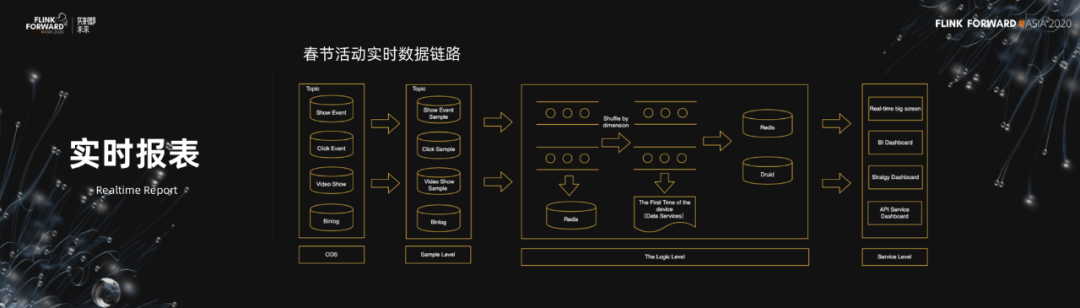 FLINK
FORWARD
#ASIA 2020
实时即
未来
FLINK FORWARD #ASIA 2020
春节活动实时数据链路
实时报表
Realtime Report
Topic
Show Event
Click Event
Video Show
Binlog
ODS
Topic
Show Event
Sample
Click Sample
Video Show
Sample
Binlog
Sample Level
Shuffle by
dimension
Redis
The First Time of the
device
(Data Services)
Redis
Druid
The Logic Level
Real-time big screen
BI Dashboard
Stratgy Dashboard
API Service
Dashboard
Service Level